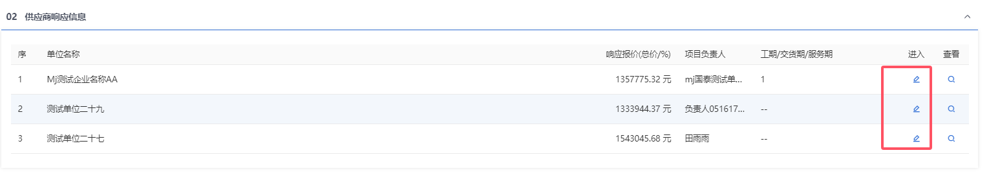 02 供应商响应信息
序 单位名称 响应报价(总价/%) 项目负责人 工期/交货期/服务期 进入 查看
1 Mj测试企业名称AA 1357775.32 元 mj国泰测试单... 1
2 测试单位二十九 1333944.37 元 负责人051617... --
3 测试单位二十七 1543045.68 元 田雨雨 --